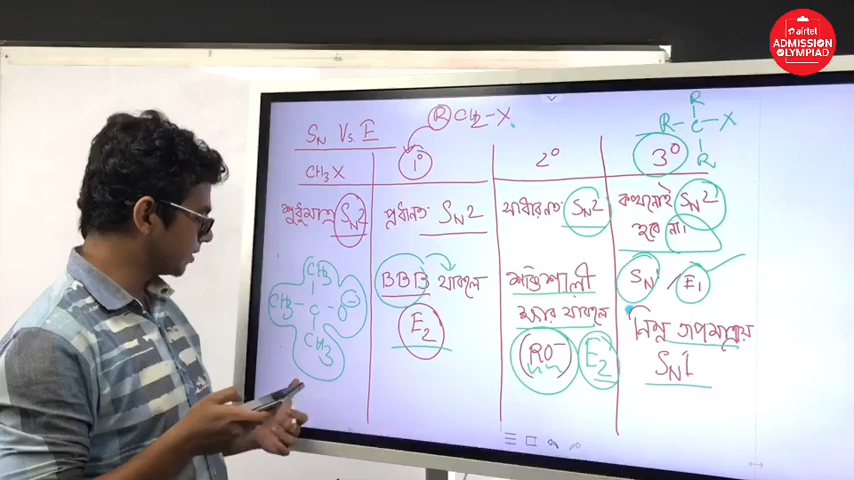 airtel
ADMISSION
OLYMPIAD
SN Vs. E
R CH2-X
R
R-C-X
R
CH3X
1°
2°
3°
শুধুমাত্র SN2
প্রধানত: SN2
সাধারনত: SN2
কখনোই SN2
হবে না।
CH3
CH3-C-O⁻
CH3
BBB থাকলে
E2
শক্তিশালী
ক্ষার থাকলে
(RO⁻) E2
SN1 / E1
নিম্ন তাপমাত্রায়
SN1